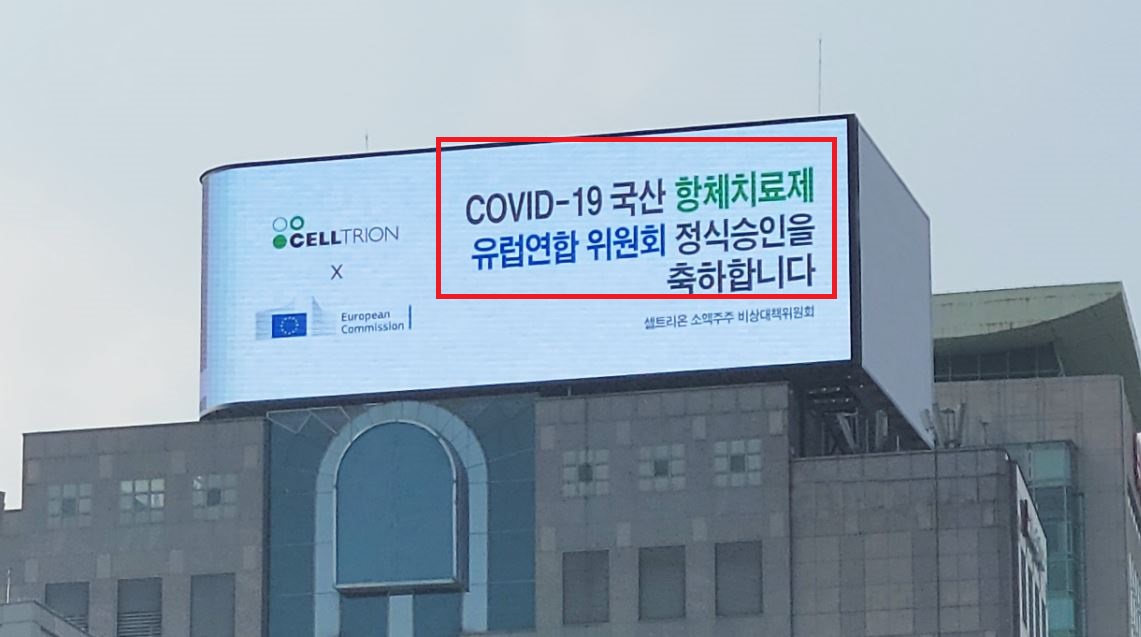 CELLTRION
X
European
Commission
COVID-19 국산 항체치료제
유럽연합 위원회 정식승인을
축하합니다
셀트리온 소액주주 비상대책위원회